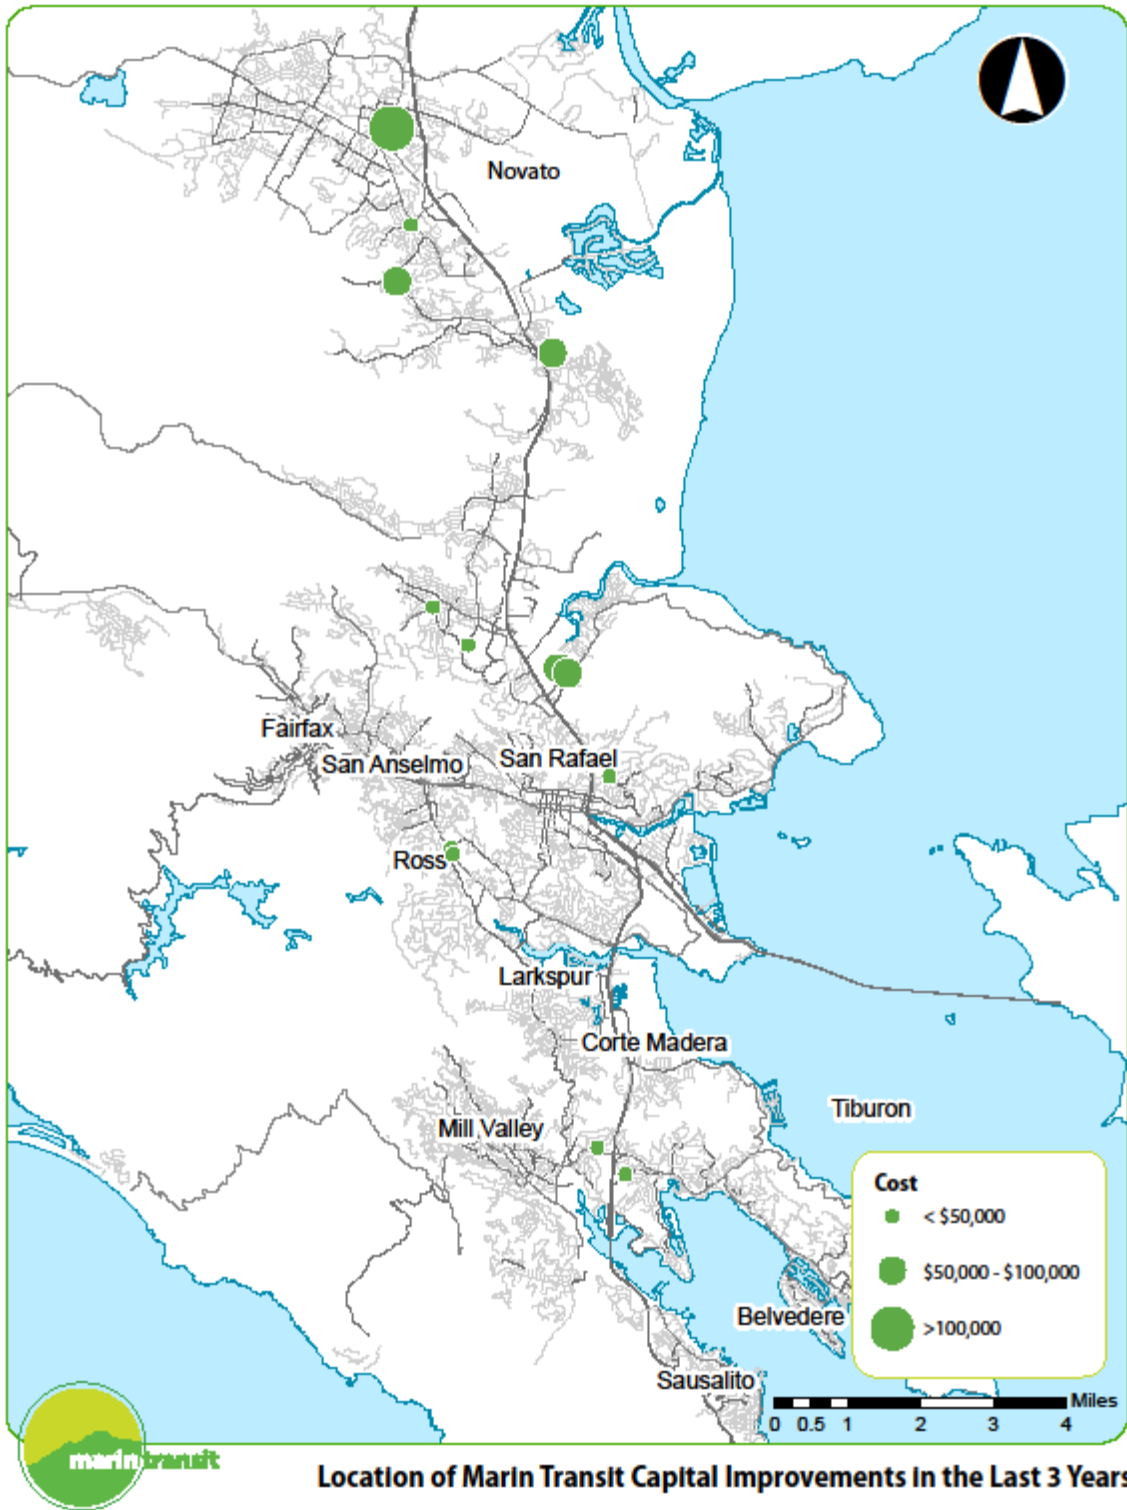 Novato
Fairfax
San Anselmo
San Rafael
Ross
Larkspur
Corte Madera
Mill Valley
Tiburon
Belvedere
Sausalito
Cost
< $50,000
$50,000 - $100,000
>100,000
Miles
0 0.5 1 2 3 4
marin transit
Location of Marin Transit Capital Improvements in the Last 3 Years